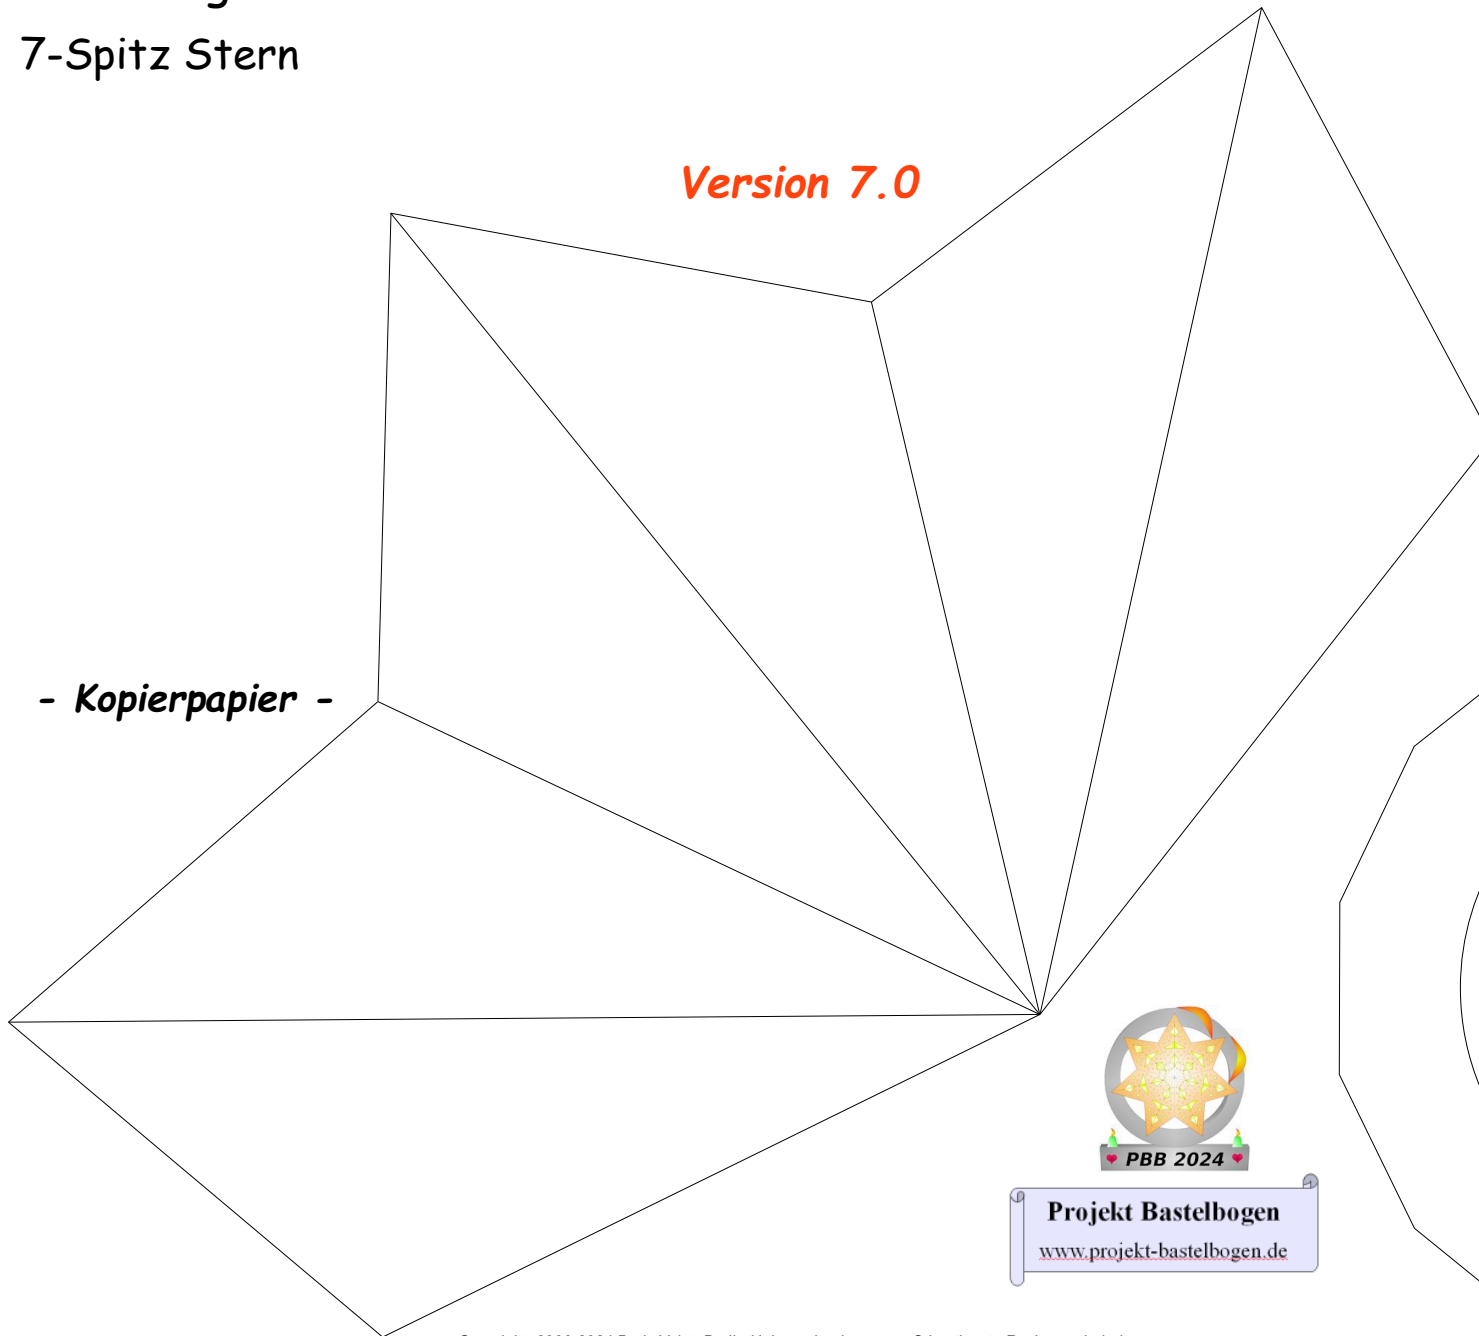 7-Spitz Stern
Version 7.0
- Kopierpapier -
PBB 2024
Projekt Bastelbogen
www.projekt-bastelbogen.de